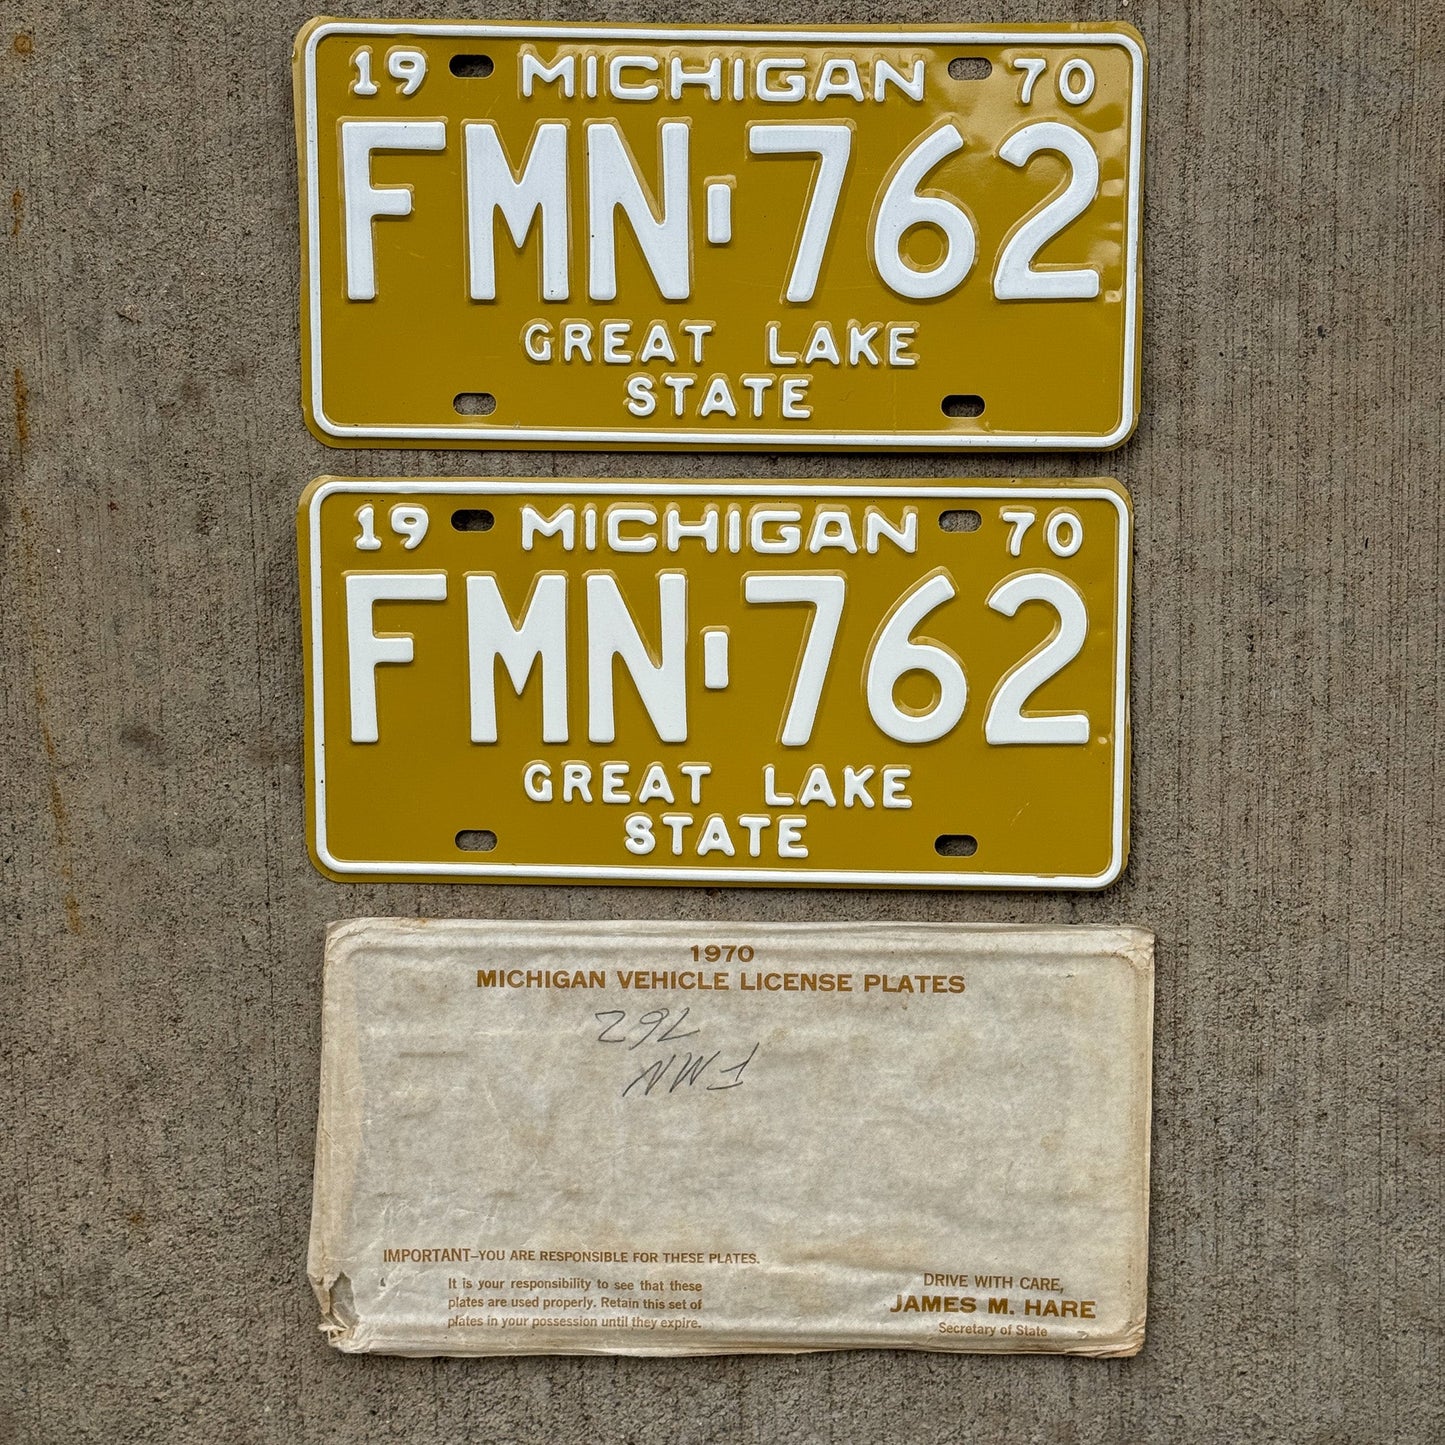 19 MICHIGAN 70
FMN-762
GREAT LAKE
STATE
19 MICHIGAN 70
FMN-762
GREAT LAKE
STATE
1970
MICHIGAN VEHICLE LICENSE PLATES
FMN
762
IMPORTANT—YOU ARE RESPONSIBLE FOR THESE PLATES.
It is your responsibility to see that these
plates are used properly. Retain this set of
plates in your possession until they expire.
DRIVE WITH CARE,
JAMES M. HARE
Secretary of State